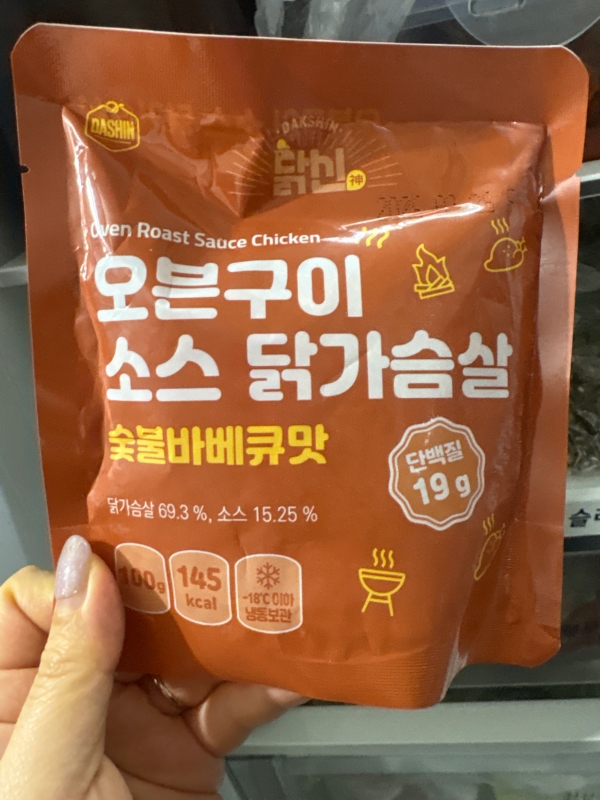 DASHIN
DAKSHIN
닭신 神
Oven Roast Sauce Chicken
오븐구이
소스 닭가슴살
숯불바베큐맛
단백질
19 g
닭가슴살 69.3 %, 소스 15.25 %
100g
145
kcal
-18℃ 이하
냉동보관